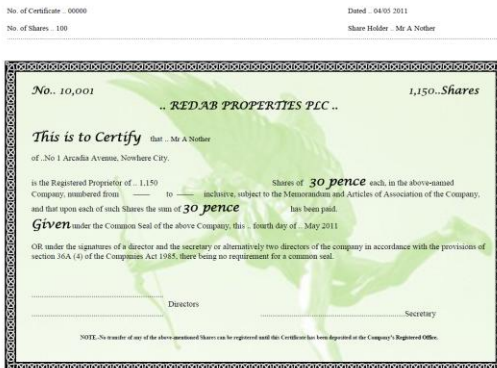 No. of Certificate .. 00000
Dated .. 04/05 2011
No. of Shares .. 100
Share Holder .. Mr A Nother
No.. 10,001
1,150..Shares
.. REDAB PROPERTIES PLC ..
This is to Certify that .. Mr A Nother
of ..No 1 Arcadia Avenue, Nowhere City.
is the Registered Proprietor of .. 1,150 Shares of 30 pence each, in the above-named
Company, numbered from —— to —— inclusive, subject to the Memorandum and Articles of Association of the Company,
and that upon each of such Shares the sum of 30 pence has been paid.
Given under the Common Seal of the above Company, this .. fourth day of .. May 2011
OR under the signatures of a director and the secretary or alternatively two directors of the company in accordance with the provisions of
section 36A (4) of the Companies Act 1985, there being no requirement for a common seal.
Directors
Secretary
NOTE.-No transfer of any of the above-mentioned Shares can be registered until this Certificate has been deposited at the Company's Registered Office.